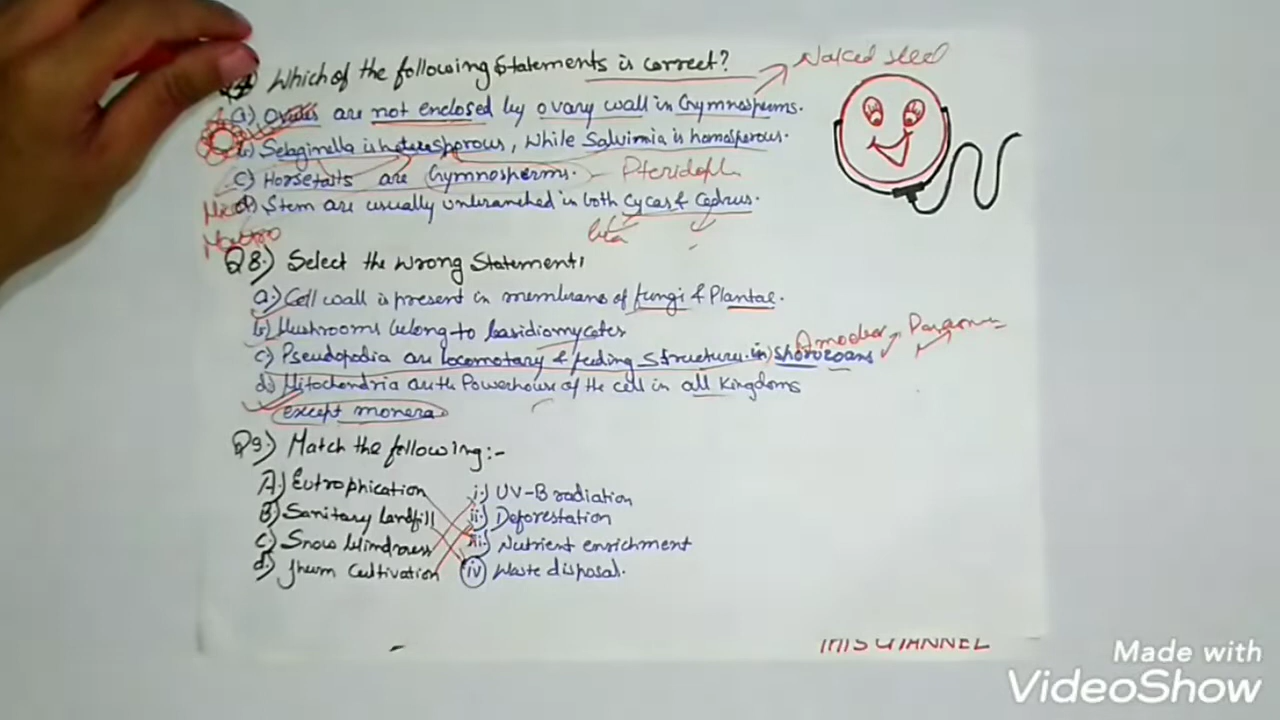 Which of the following Statements is correct? Naked seed
a) Ovules are not enclosed by ovary wall in Gymnosperms.
b) Selaginella is heterosporous, While Salvinia is homosporous.
c) Horsetails are Gymnosperms. Pteridoph
d) Stem are usually unbranched in both Cycas & Cedrus.
Q8.) Select the Wrong Statement,
a.) Cell wall is present in membrane of fungi & Plantae.
b) Mushrooms belong to basidiomycetes
c) Pseudopodia are locomotary & feeding Structure in Sporozoans
d) Mitochondria are the Powerhouse of the cell in all Kingdoms
except monera
Q9.) Match the following:-
A.) Eutrophication i.) UV-B radiation
B) Sanitary landfill ii.) Deforestation
c) Snow blindness iii.) Nutrient enrichment
d) Jhum Cultivation iv) Waste disposal.
THIS CHANNEL
Made with
VideoShow